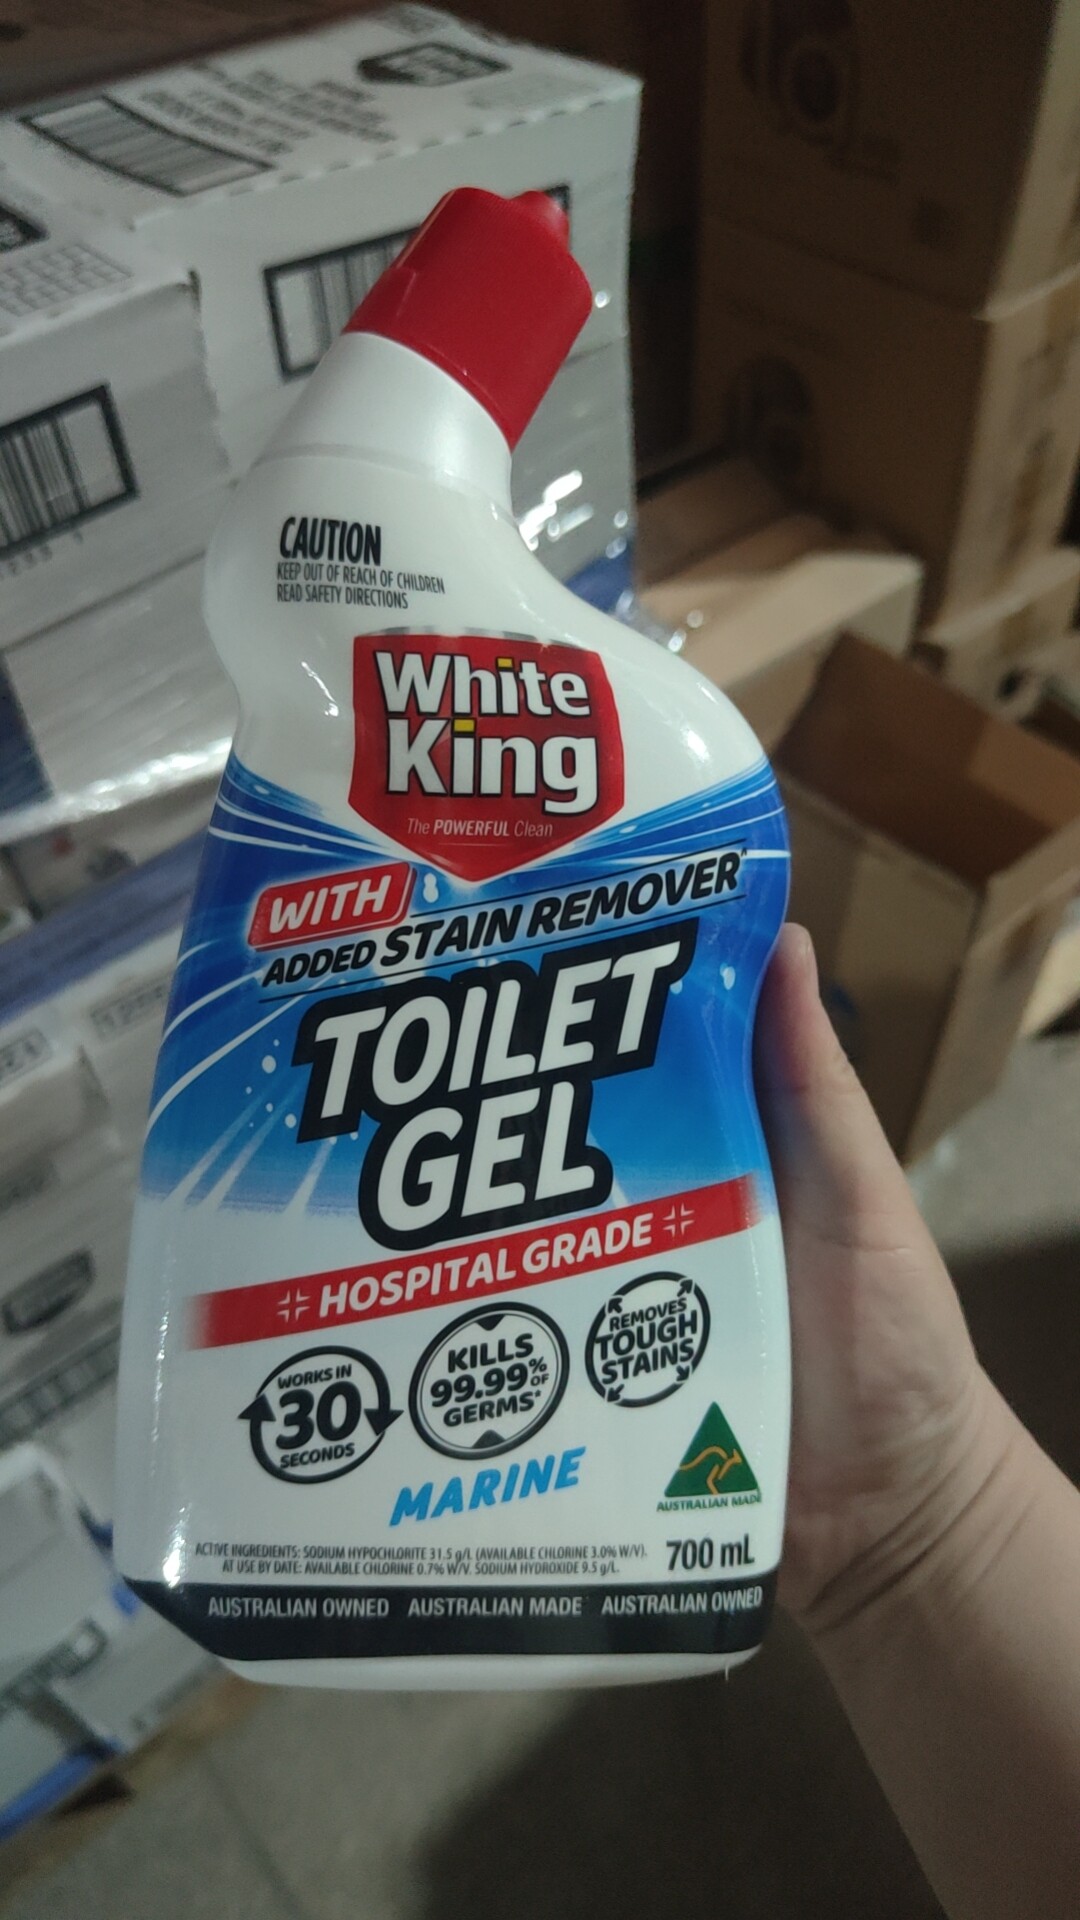 CAUTION
KEEP OUT OF REACH OF CHILDREN
READ SAFETY DIRECTIONS
White
King
The POWERFUL Clean
WITH
ADDED STAIN REMOVER^
TOILET
GEL
HOSPITAL GRADE
WORKS IN
30
SECONDS
KILLS
99.99% OF
GERMS*
REMOVES
TOUGH
STAINS
MARINE
AUSTRALIAN MADE
ACTIVE INGREDIENTS: SODIUM HYPOCHLORITE 31.5 g/L (AVAILABLE CHLORINE 3.0% W/V).
AT USE BY DATE: AVAILABLE CHLORINE 0.7% W/V. SODIUM HYDROXIDE 9.5 g/L.
700 mL
AUSTRALIAN OWNED AUSTRALIAN MADE AUSTRALIAN OWNED